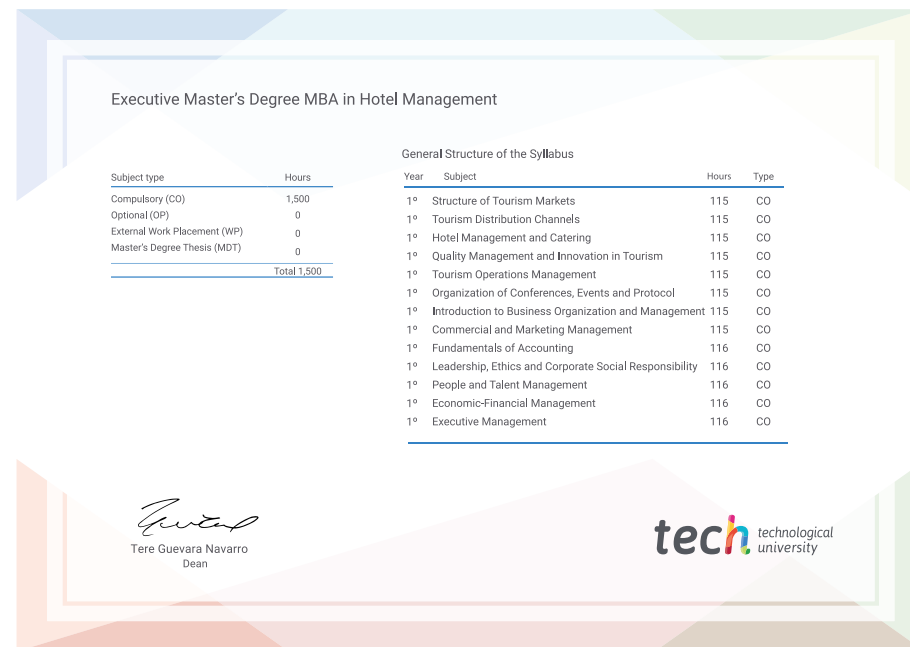 Executive Master's Degree MBA in Hotel Management
Subject type Hours
Compulsory (CO) 1,500
Optional (OP) 0
External Work Placement (WP) 0
Master's Degree Thesis (MDT) 0
Total 1,500
General Structure of the Syllabus
Year Subject Hours Type
1º Structure of Tourism Markets 115 CO
1º Tourism Distribution Channels 115 CO
1º Hotel Management and Catering 115 CO
1º Quality Management and Innovation in Tourism 115 CO
1º Tourism Operations Management 115 CO
1º Organization of Conferences, Events and Protocol 115 CO
1º Introduction to Business Organization and Management 115 CO
1º Commercial and Marketing Management 115 CO
1º Fundamentals of Accounting 116 CO
1º Leadership, Ethics and Corporate Social Responsibility 116 CO
1º People and Talent Management 116 CO
1º Economic-Financial Management 116 CO
1º Executive Management 116 CO
Tere Guevara Navarro
Dean
tech technological
university